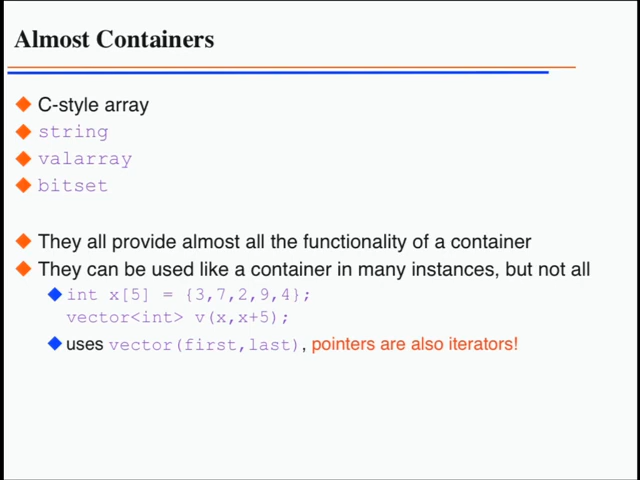 Almost Containers
C-style array
string
valarray
bitset
They all provide almost all the functionality of a container
They can be used like a container in many instances, but not all
int x[5] = {3,7,2,9,4};
vector<int> v(x,x+5);
uses vector(first,last), pointers are also iterators!